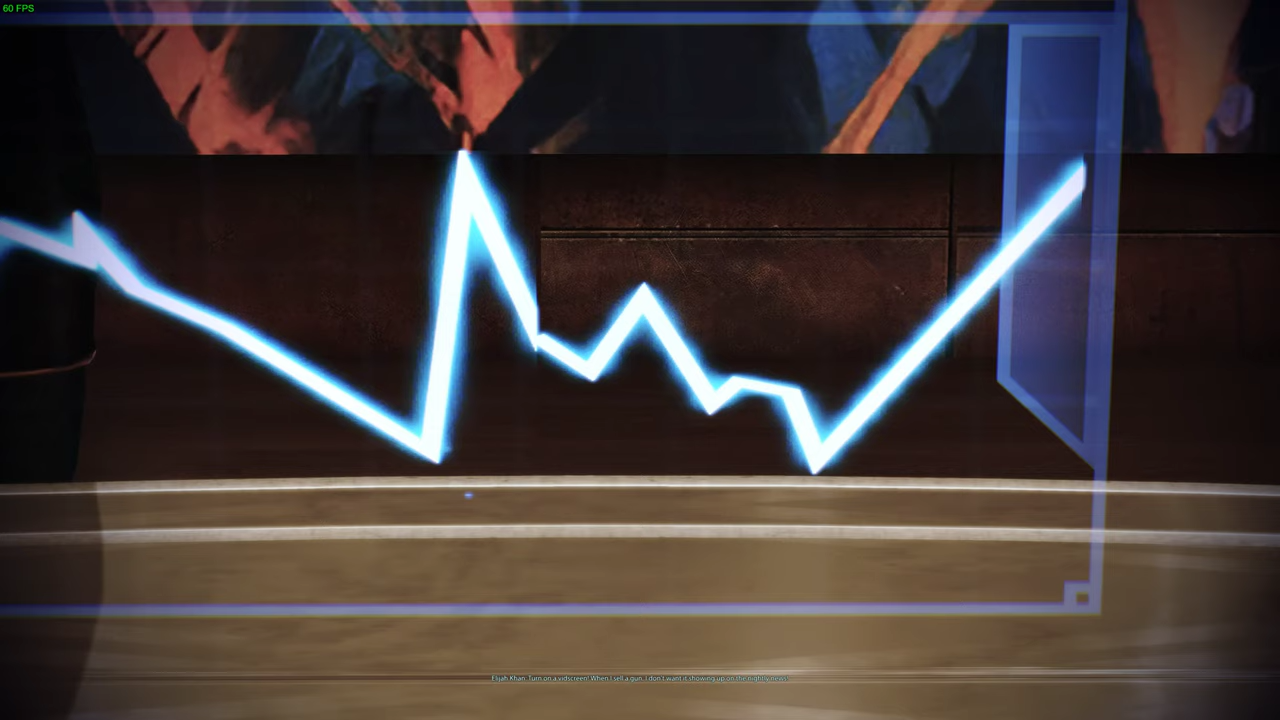 60 FPS
Elijah Khan: Turn on a vidscreen! When I sell a gun, I don't want it showing up on the nightly news!